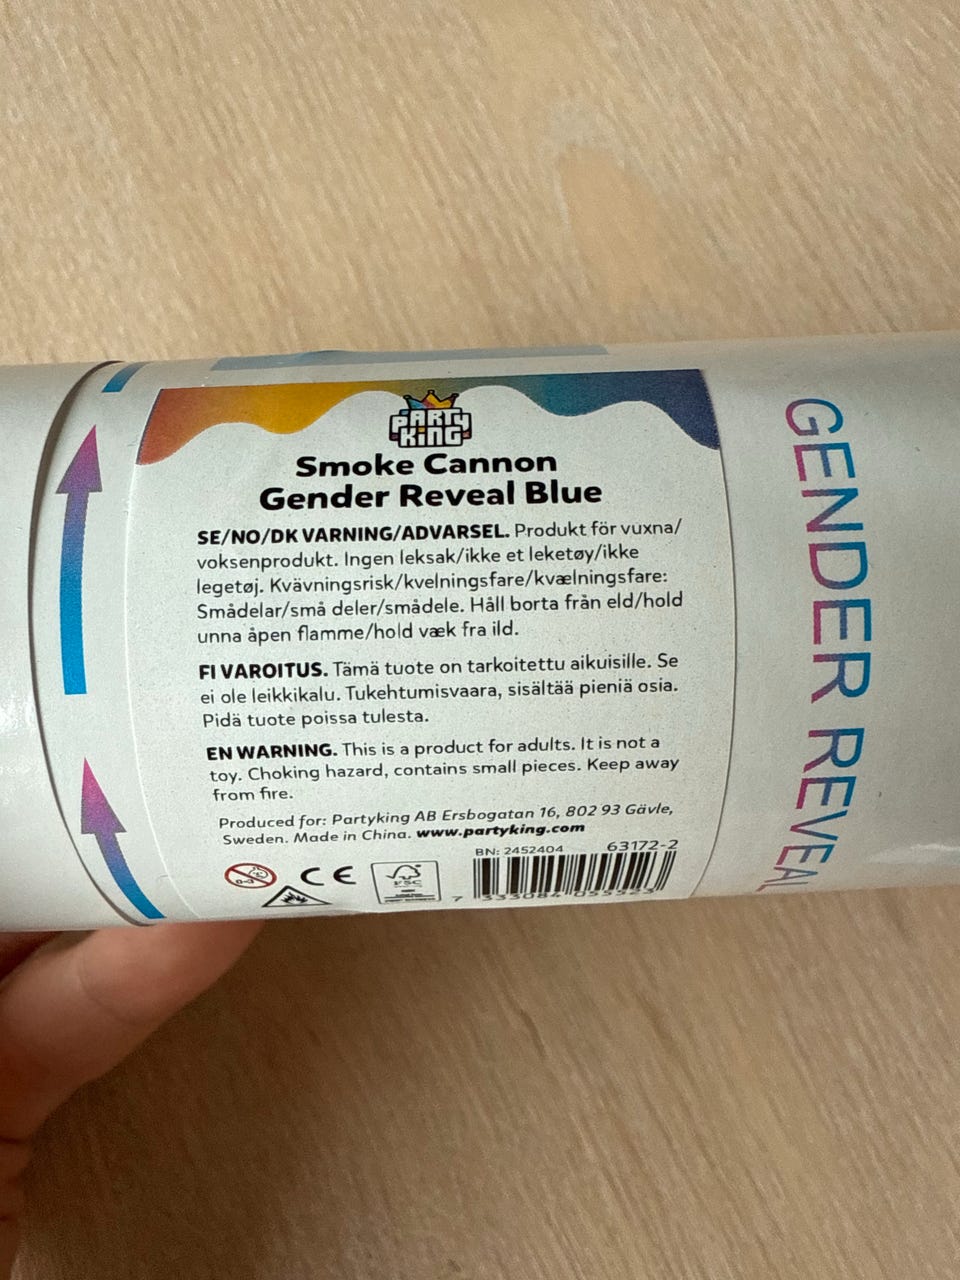 PARTY
KING
Smoke Cannon
Gender Reveal Blue
SE/NO/DK VARNING/ADVARSEL. Produkt för vuxna/
voksenprodukt. Ingen leksak/ikke et leketøy/ikke
legetøj. Kvävningsrisk/kvelningsfare/kvælningsfare:
Smådelar/små deler/smådele. Håll borta från eld/hold
unna åpen flamme/hold væk fra ild.
FI VAROITUS. Tämä tuote on tarkoitettu aikuisille. Se
ei ole leikkikalu. Tukehtumisvaara, sisältää pieniä osia.
Pidä tuote poissa tulesta.
EN WARNING. This is a product for adults. It is not a
toy. Choking hazard, contains small pieces. Keep away
from fire.
Produced for: Partyking AB Ersbogatan 16, 802 93 Gävle,
Sweden. Made in China. www.partyking.com
BN: 2452404 63172-2
0-3 CE FSC
GENDER REVEAL